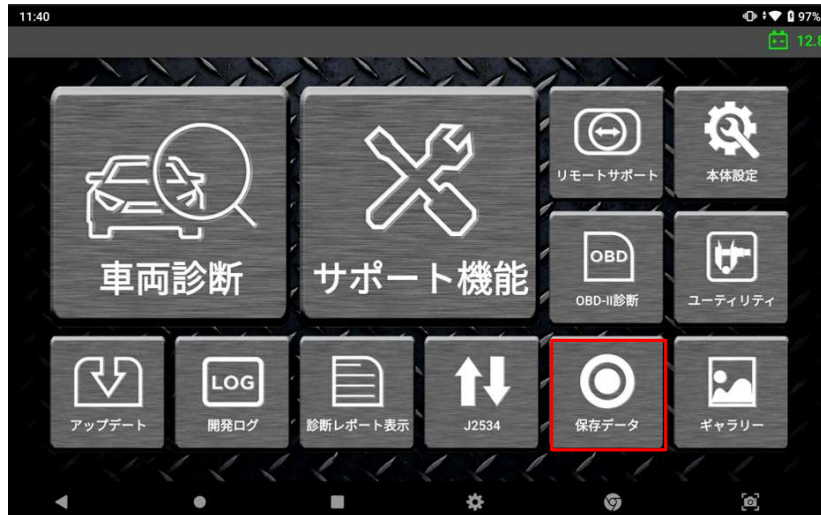 11:40
97%
12.8
車両診断
サポート機能
リモートサポート
本体設定
OBD
OBD-II診断
ユーティリティ
アップデート
LOG
開発ログ
診断レポート表示
J2534
保存データ
ギャラリー